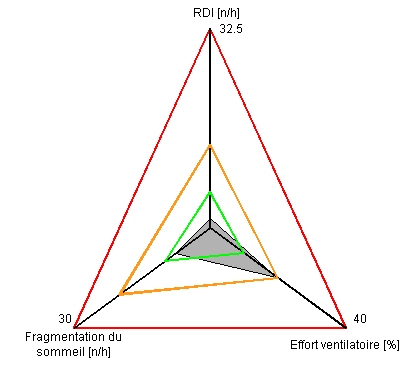 RDI [n/h]
32.5
30
40
Fragmentation du
sommeil [n/h]
Effort ventilatoire [%]